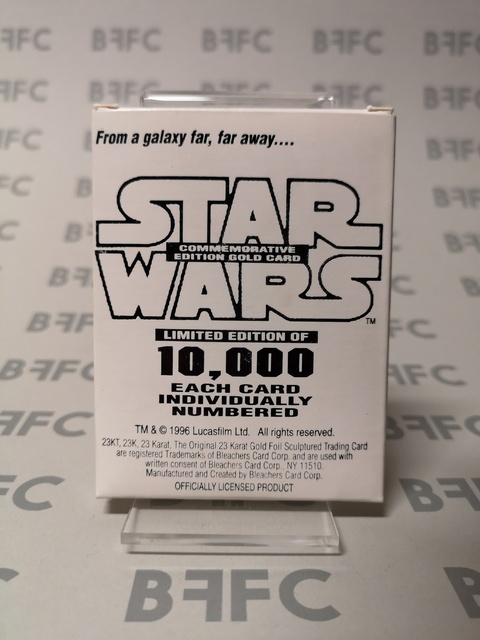 From a galaxy far, far away....
STAR
COMMEMORATIVE
EDITION GOLD CARD
WARS
TM
LIMITED EDITION OF
10,000
EACH CARD
INDIVIDUALLY
NUMBERED
TM & © 1996 Lucasfilm Ltd. All rights reserved.
23KT, 23K, 23 Karat, The Original 23 Karat Gold Foil Sculptured Trading Card
are registered Trademarks of Bleachers Card Corp. and are used with
written consent of Bleachers Card Corp., NY 11510.
Manufactured and Created by Bleachers Card Corp.
OFFICIALLY LICENSED PRODUCT
BFFC